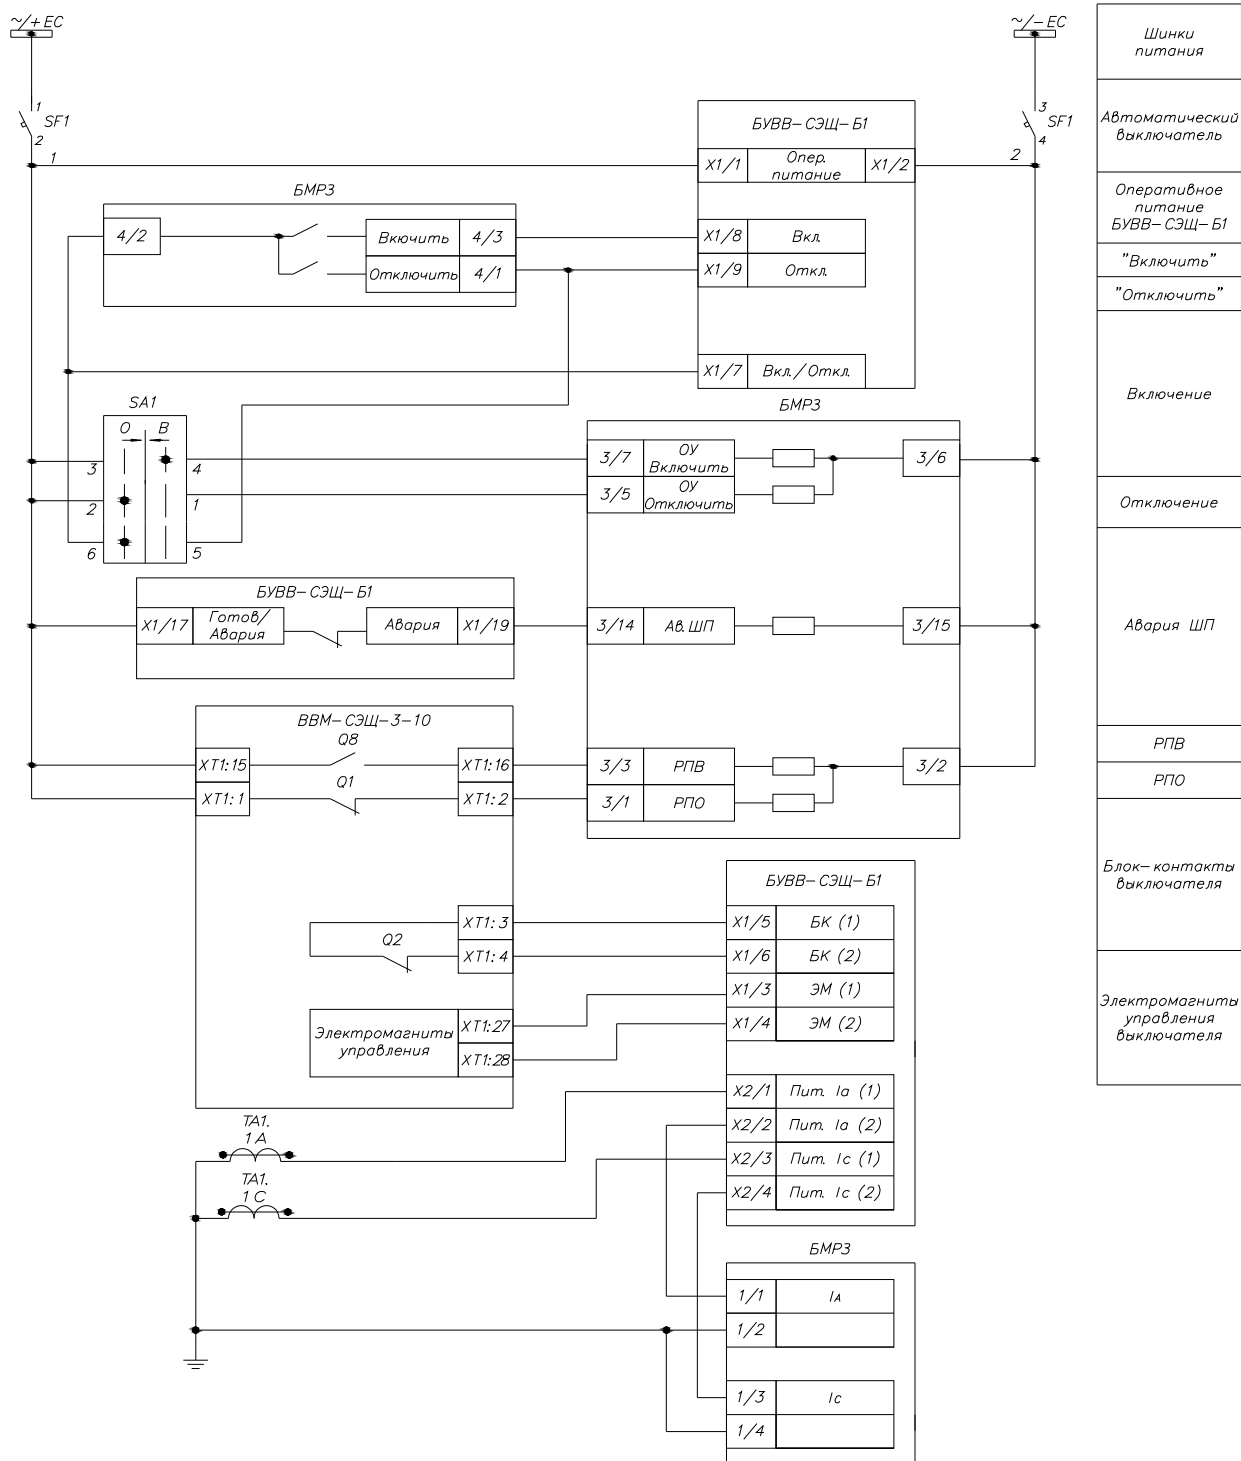 ~/+ЕС
1
SF1
2
1
~/−ЕС
3
SF1
4
2
БУВВ−СЭЩ−Б1
X1/1
Опер.
питание
X1/2
БМРЗ
4/2
Вкючить
4/3
Отключить
4/1
X1/8
Вкл.
X1/9
Откл.
X1/7
Вкл./Откл.
SA1
О
В
3
4
2
1
6
5
БМРЗ
3/7
ОУ
Включить
3/6
3/5
ОУ
Отключить
БУВВ−СЭЩ−Б1
X1/17
Готов/
Авария
Авария
X1/19
3/14
Ав. ШП
3/15
ВВМ−СЭЩ−3−10
Q8
XT1:15
XT1:16
Q1
XT1:1
XT1:2
3/3
РПВ
3/2
3/1
РПО
XT1:3
Q2
XT1:4
Электромагниты
управления
XT1:27
XT1:28
БУВВ−СЭЩ−Б1
X1/5
БК (1)
X1/6
БК (2)
X1/3
ЭМ (1)
X1/4
ЭМ (2)
X2/1
Пит. Iа (1)
X2/2
Пит. Iа (2)
X2/3
Пит. Iс (1)
X2/4
Пит. Iс (2)
TA1.
1A
TA1.
1C
БМРЗ
1/1
IA
1/2
1/3
Iс
1/4
Шинки
питания
Автоматический
выключатель
Оперативное
питание
БУВВ−СЭЩ−Б1
"Включить"
"Отключить"
Включение
Отключение
Авария ШП
РПВ
РПО
Блок−контакты
выключателя
Электромагниты
управления
выключателя